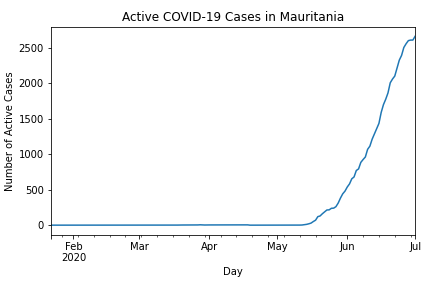 Active COVID-19 Cases in Mauritania
Number of Active Cases
2500
2000
1500
1000
500
0
Feb
2020
Mar
Apr
May
Jun
Jul
Day